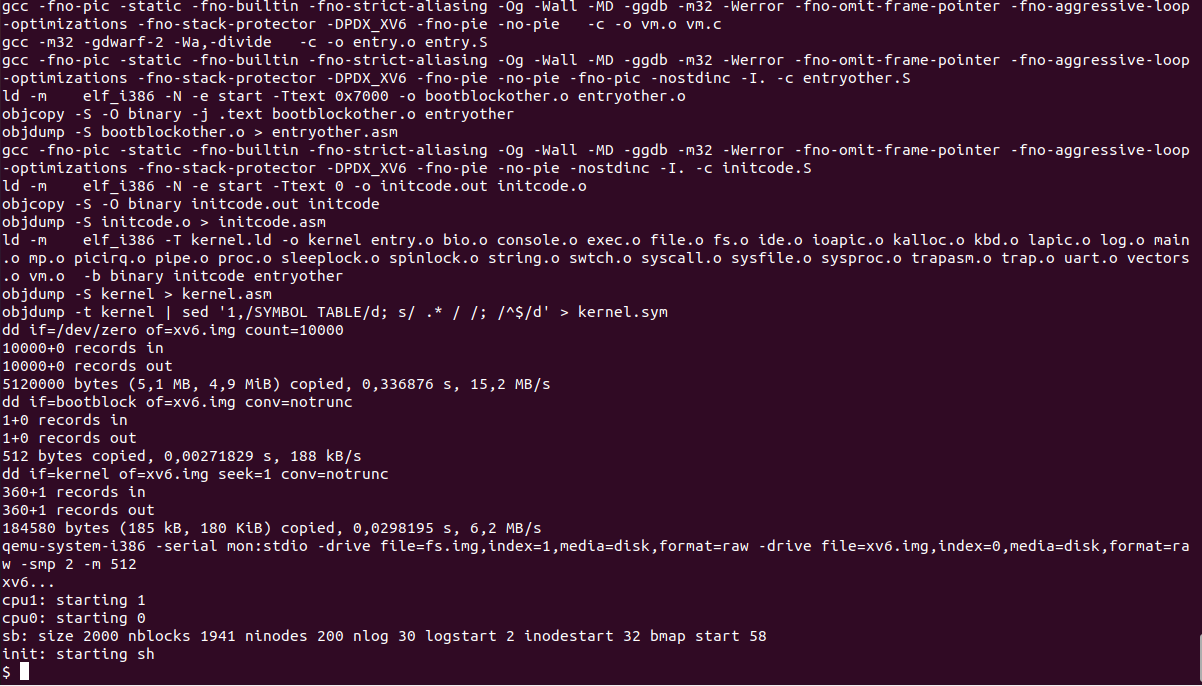 gcc -fno-pic -static -fno-builtin -fno-strict-aliasing -Og -Wall -MD -ggdb -m32 -Werror -fno-omit-frame-pointer -fno-aggressive-loop
-optimizations -fno-stack-protector -DPDX_XV6 -fno-pie -no-pie   -c -o vm.o vm.c
gcc -m32 -gdwarf-2 -Wa,-divide   -c -o entry.o entry.S
gcc -fno-pic -static -fno-builtin -fno-strict-aliasing -Og -Wall -MD -ggdb -m32 -Werror -fno-omit-frame-pointer -fno-aggressive-loop
-optimizations -fno-stack-protector -DPDX_XV6 -fno-pie -no-pie -fno-pic -nostdinc -I. -c entryother.S
ld -m    elf_i386 -N -e start -Ttext 0x7000 -o bootblockother.o entryother.o
objcopy -S -O binary -j .text bootblockother.o entryother
objdump -S bootblockother.o > entryother.asm
gcc -fno-pic -static -fno-builtin -fno-strict-aliasing -Og -Wall -MD -ggdb -m32 -Werror -fno-omit-frame-pointer -fno-aggressive-loop
-optimizations -fno-stack-protector -DPDX_XV6 -fno-pie -no-pie -nostdinc -I. -c initcode.S
ld -m    elf_i386 -N -e start -Ttext 0 -o initcode.out initcode.o
objcopy -S -O binary initcode.out initcode
objdump -S initcode.o > initcode.asm
ld -m    elf_i386 -T kernel.ld -o kernel entry.o bio.o console.o exec.o file.o fs.o ide.o ioapic.o kalloc.o kbd.o lapic.o log.o main
.o mp.o picirq.o pipe.o proc.o sleeplock.o spinlock.o string.o swtch.o syscall.o sysfile.o sysproc.o trapasm.o trap.o uart.o vectors
.o vm.o  -b binary initcode entryother
objdump -S kernel > kernel.asm
objdump -t kernel | sed '1,/SYMBOL TABLE/d; s/ .* / /; /^$/d' > kernel.sym
dd if=/dev/zero of=xv6.img count=10000
10000+0 records in
10000+0 records out
5120000 bytes (5,1 MB, 4,9 MiB) copied, 0,336876 s, 15,2 MB/s
dd if=bootblock of=xv6.img conv=notrunc
1+0 records in
1+0 records out
512 bytes copied, 0,00271829 s, 188 kB/s
dd if=kernel of=xv6.img seek=1 conv=notrunc
360+1 records in
360+1 records out
184580 bytes (185 kB, 180 KiB) copied, 0,0298195 s, 6,2 MB/s
qemu-system-i386 -serial mon:stdio -drive file=fs.img,index=1,media=disk,format=raw -drive file=xv6.img,index=0,media=disk,format=ra
w -smp 2 -m 512
xv6...
cpu1: starting 1
cpu0: starting 0
sb: size 2000 nblocks 1941 ninodes 200 nlog 30 logstart 2 inodestart 32 bmap start 58
init: starting sh
$